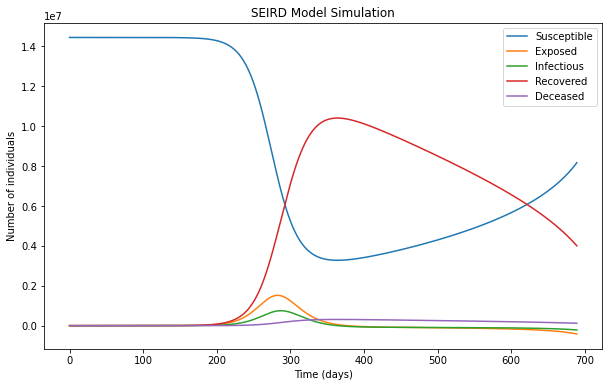 SEIRD Model Simulation
1e7
Susceptible
Exposed
Infectious
Recovered
Deceased
1.4
1.2
1.0
0.8
0.6
0.4
0.2
0.0
Number of individuals
0 100 200 300 400 500 600 700
Time (days)